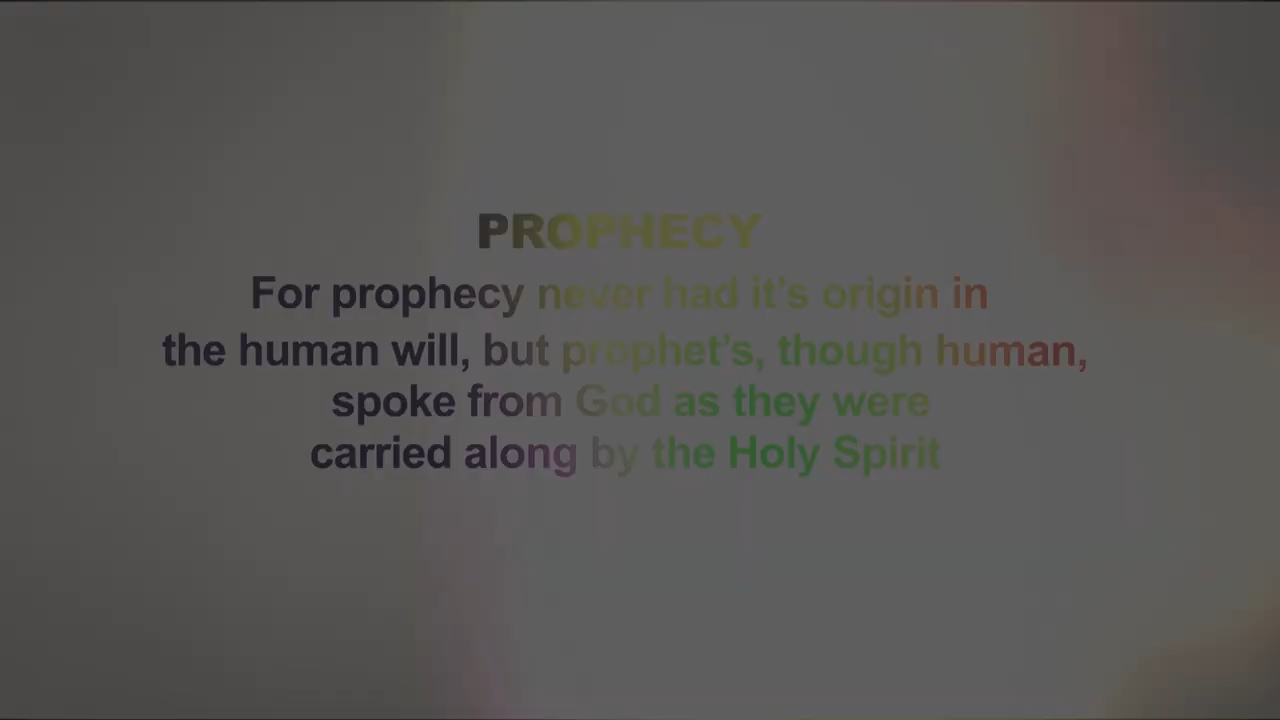 PROPHECY
For prophecy never had it's origin in
the human will, but prophet's, though human,
spoke from God as they were
carried along by the Holy Spirit